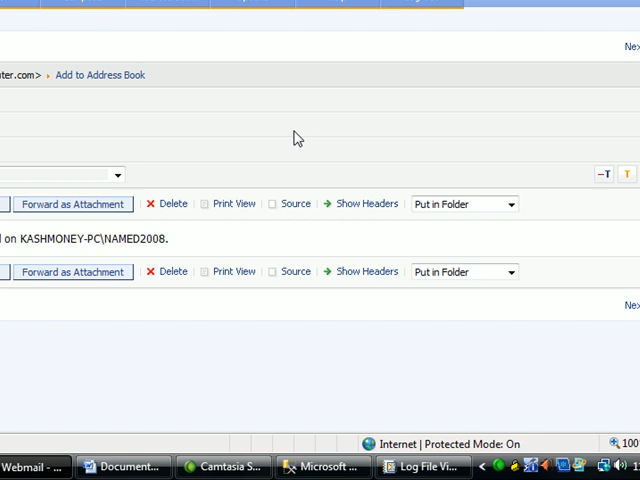 Nex
ter.com> Add to Address Book
–T T
Forward as Attachment Delete Print View Source Show Headers Put in Folder
d on KASHMONEY-PC\NAMED2008.
Forward as Attachment Delete Print View Source Show Headers Put in Folder
Nex
Internet | Protected Mode: On 100
Webmail - ... Document... Camtasia S... Microsoft ... Log File Vi...